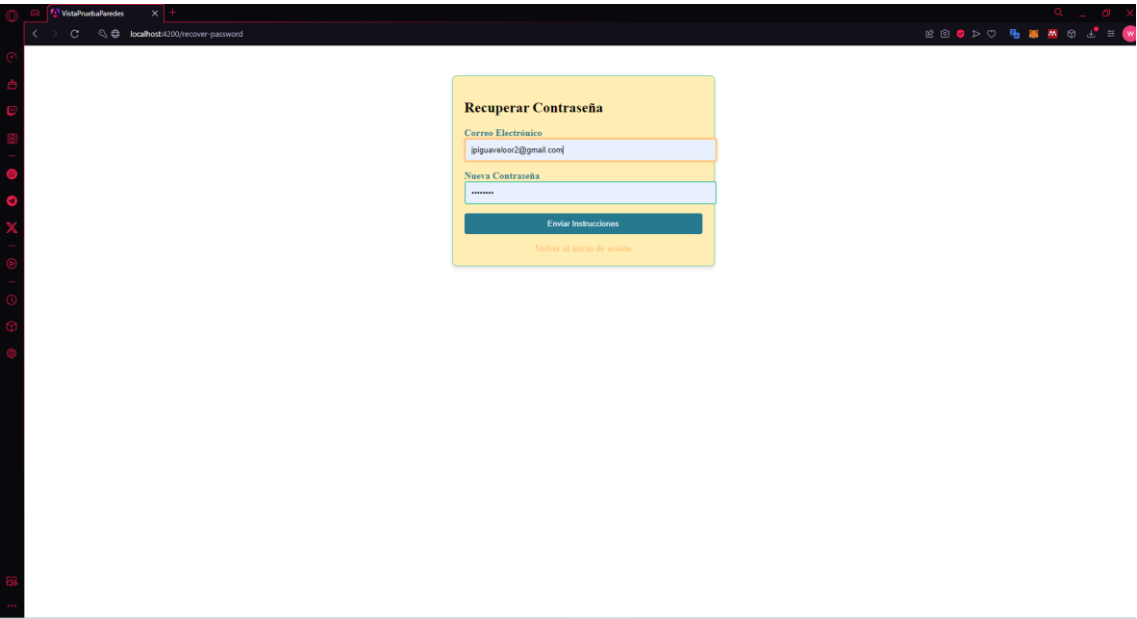 VistaPruebaParedes
localhost:4200/recover-password
Recuperar Contraseña
Correo Electrónico
jpiguaveloor2@gmail.com
Nueva Contraseña
••••••••
Enviar Instrucciones
Volver al inicio de sesión
W